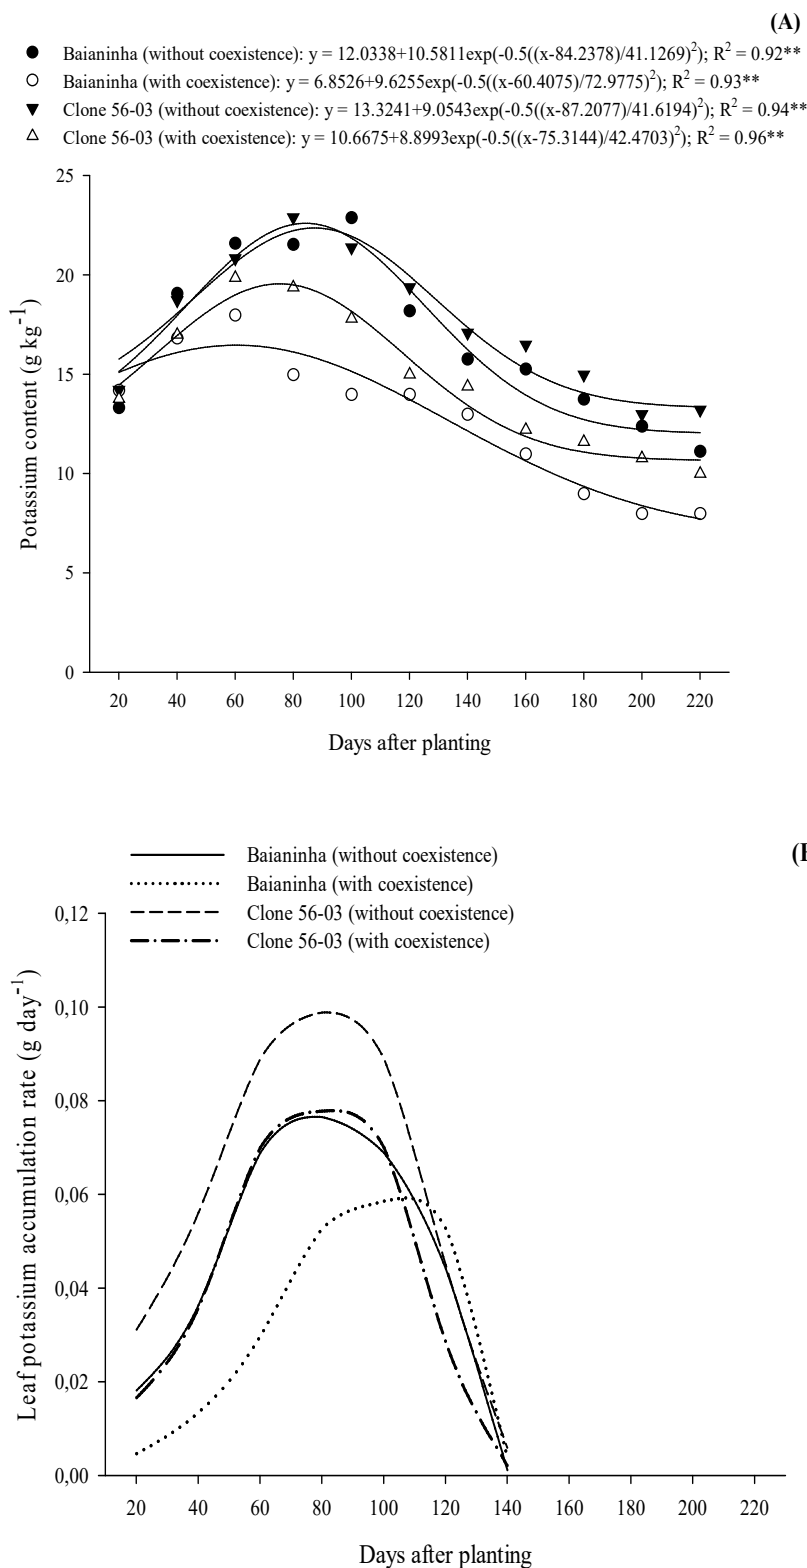 (A)
Baianinha (without coexistence): y = 12.0338+10.5811exp(-0.5((x-84.2378)/41.1269)²); R² = 0.92**
Baianinha (with coexistence): y = 6.8526+9.6255exp(-0.5((x-60.4075)/72.9775)²); R² = 0.93**
Clone 56-03 (without coexistence): y = 13.3241+9.0543exp(-0.5((x-87.2077)/41.6194)²); R² = 0.94**
Clone 56-03 (with coexistence): y = 10.6675+8.8993exp(-0.5((x-75.3144)/42.4703)²); R² = 0.96**
25
20
15
10
5
0
Potassium content (g kg⁻¹)
20 40 60 80 100 120 140 160 180 200 220
Days after planting
(B
Baianinha (without coexistence)
Baianinha (with coexistence)
Clone 56-03 (without coexistence)
Clone 56-03 (with coexistence)
0,12
0,10
0,08
0,06
0,04
0,02
0,00
Leaf potassium accumulation rate (g day⁻¹)
20 40 60 80 100 120 140 160 180 200 220
Days after planting